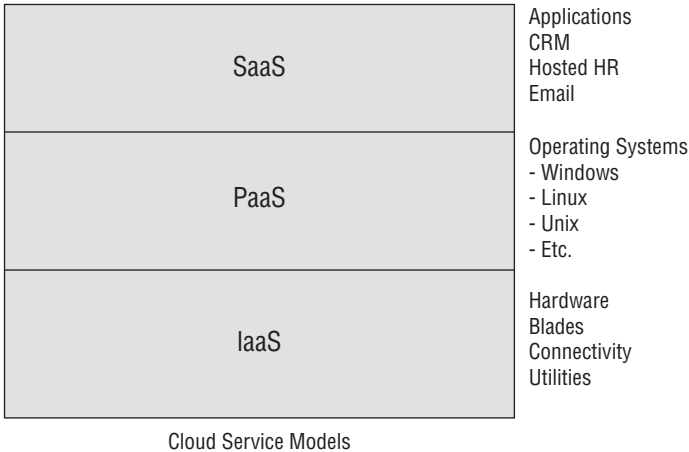 SaaS
Applications
CRM
Hosted HR
Email
PaaS
Operating Systems
- Windows
- Linux
- Unix
- Etc.
IaaS
Hardware
Blades
Connectivity
Utilities
Cloud Service Models